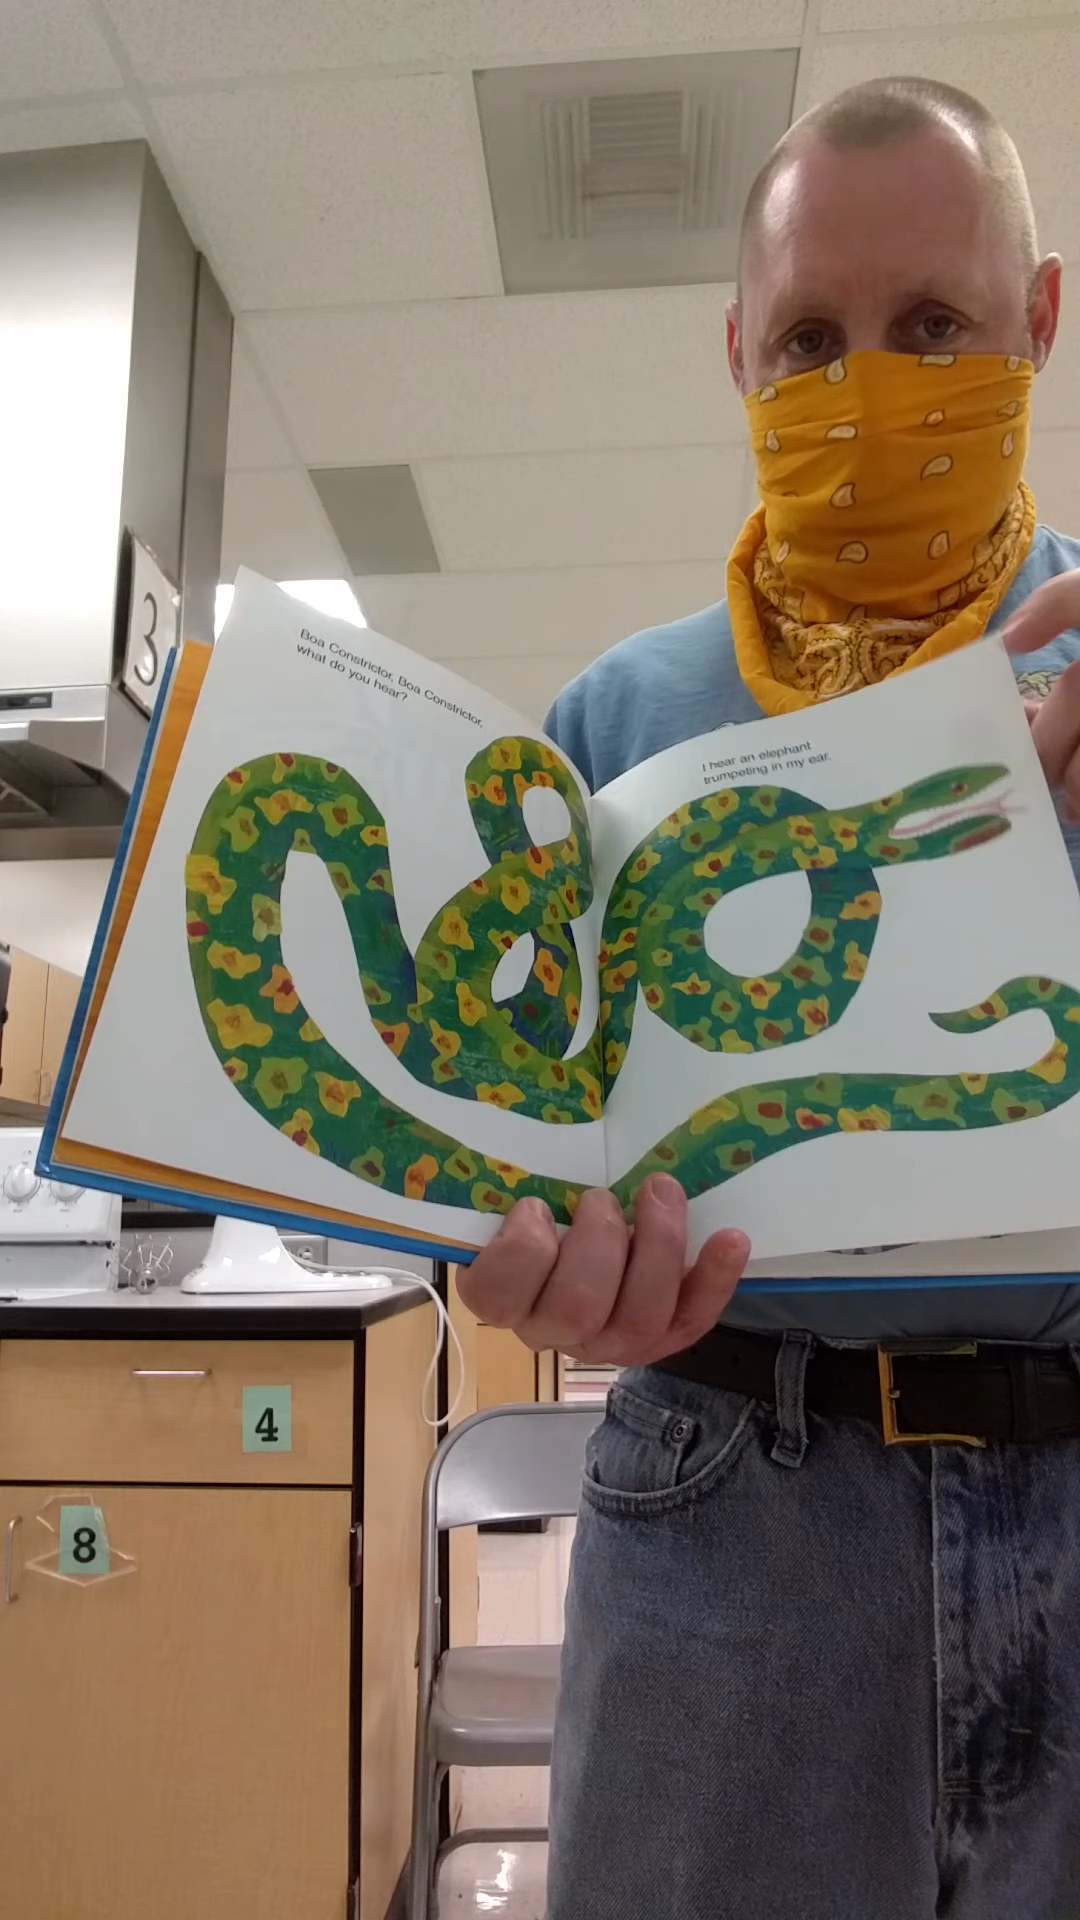 3
Boa Constrictor, Boa Constrictor,
what do you hear?
I hear an elephant
trumpeting in my ear.
4
8